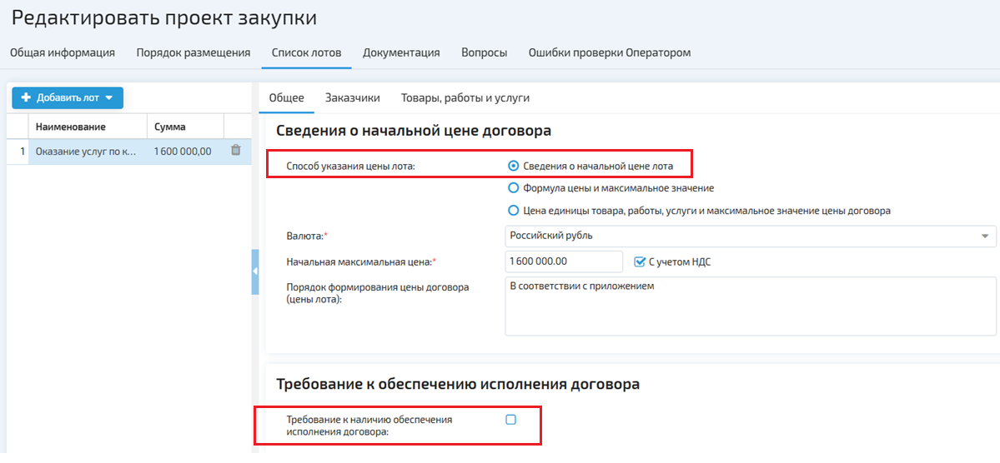 Редактировать проект закупки
Общая информация Порядок размещения Список лотов Документация Вопросы Ошибки проверки Оператором
Добавить лот
Наименование Сумма
1 Оказание услуг по к... 1 600 000,00
Общее Заказчики Товары, работы и услуги
Сведения о начальной цене договора
Способ указания цены лота: Сведения о начальной цене лота
Формула цены и максимальное значение
Цена единицы товара, работы, услуги и максимальное значение цены договора
Валюта:* Российский рубль
Начальная максимальная цена:* 1 600 000.00 С учетом НДС
Порядок формирования цены договора
(цены лота):
В соответствии с приложением
Требование к обеспечению исполнения договора
Требование к наличию обеспечения
исполнения договора: